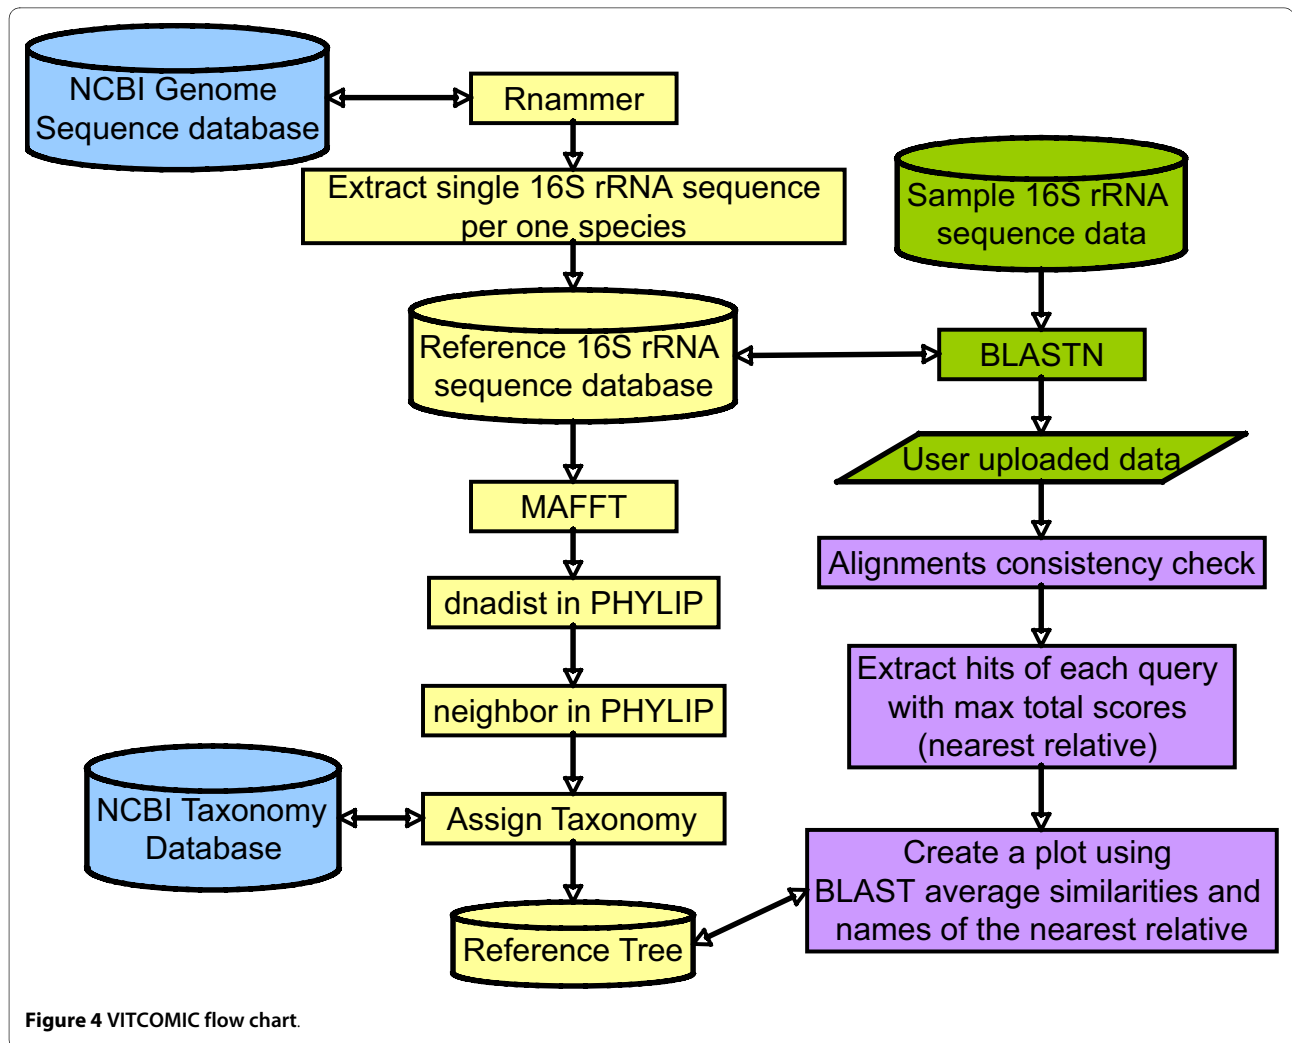 NCBI Genome
Sequence database
Rnammer
Extract single 16S rRNA sequence
per one species
Sample 16S rRNA
sequence data
Reference 16S rRNA
sequence database
BLASTN
User uploaded data
MAFFT
Alignments consistency check
dnadist in PHYLIP
Extract hits of each query
with max total scores
(nearest relative)
neighbor in PHYLIP
NCBI Taxonomy
Database
Assign Taxonomy
Create a plot using
BLAST average similarities and
names of the nearest relative
Reference Tree
Figure 4 VITCOMIC flow chart.